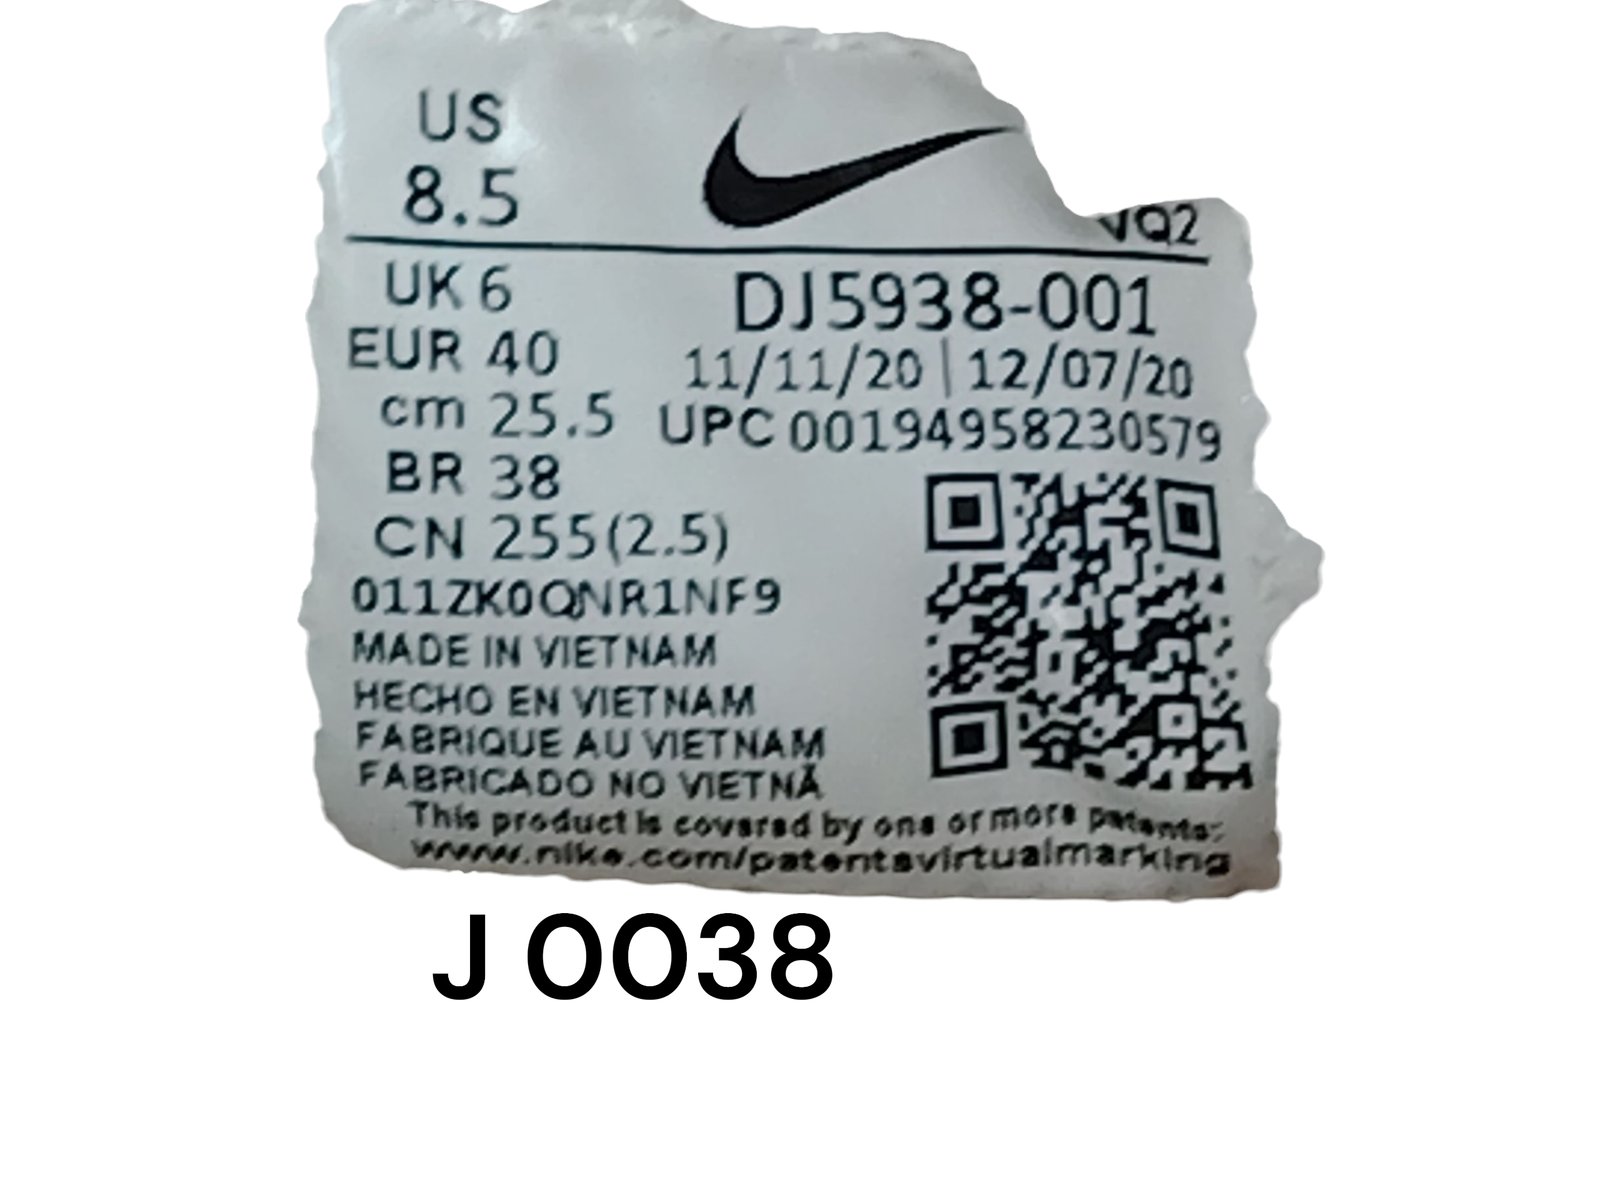 US
8.5
VQ2
UK 6
DJ5938-001
EUR 40
11/11/20 | 12/07/20
cm 25.5
UPC 00194958230579
BR 38
CN 255(2.5)
011ZK0QNR1NF9
MADE IN VIETNAM
HECHO EN VIETNAM
FABRIQUE AU VIETNAM
FABRICADO NO VIETNÃ
This product is covered by one or more patents:
www.nike.com/patentsvirtualmarking
J 0038